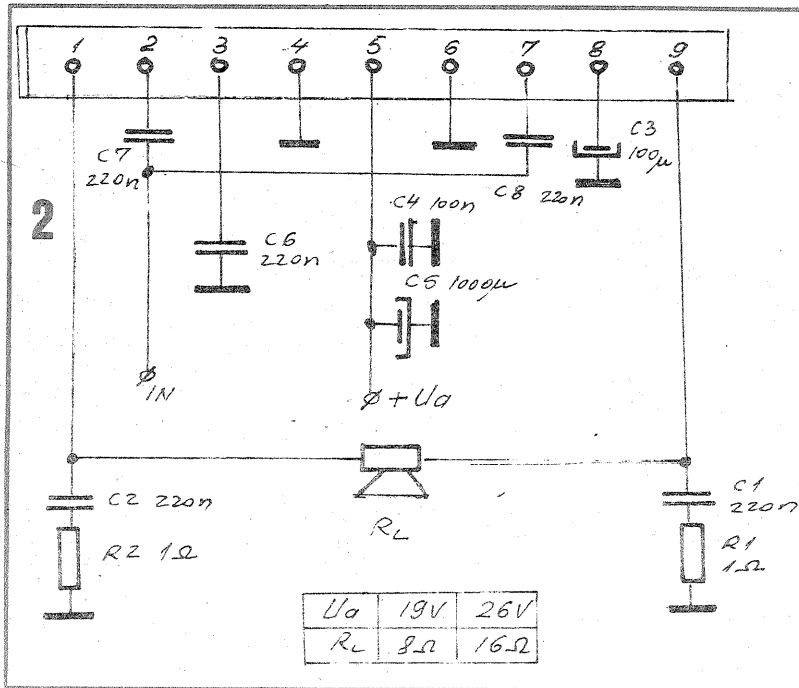 1 2 3 4 5 6 7 8 9
C7
220n
C3
100µ
C8 220n
2
C4 100n
C6
220n
C5 1000µ
IN
+Ua
C2 220n
C1
220n
RL
R2 1Ω
R1
1Ω
Ua 19V 26V
RL 8Ω 16Ω